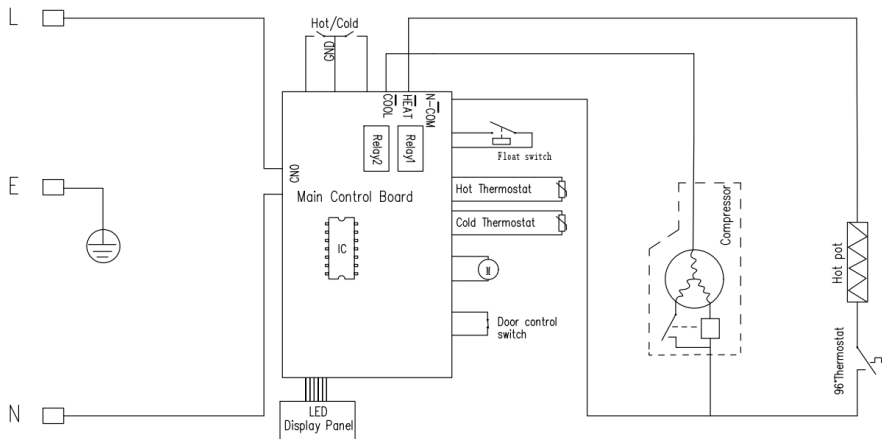 L
Hot/Cold
GND
COOL
HEAT
N-COM
Relay2
Relay1
Float switch
CN0
Main Control Board
Hot Thermostat
Cold Thermostat
E
IC
M
Door control
switch
Compressor
Hot pot
96°Thermostat
N
LED
Display Panel